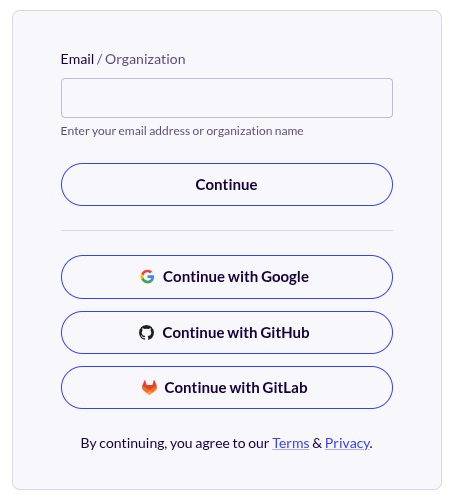 Email / Organization
Enter your email address or organization name
Continue
Continue with Google
Continue with GitHub
Continue with GitLab
By continuing, you agree to our Terms & Privacy.